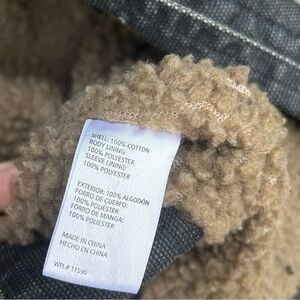 SHELL: 100% COTTON
BODY LINING:
100% POLYESTER
SLEEVE LINING:
100% POLYESTER
EXTERIOR: 100% ALGODÓN
FORRO DE CUERPO:
100% POLIÉSTER
FORRO DE MANGA:
100% POLIÉSTER
MADE IN CHINA
HECHO EN CHINA
WPL# 11590